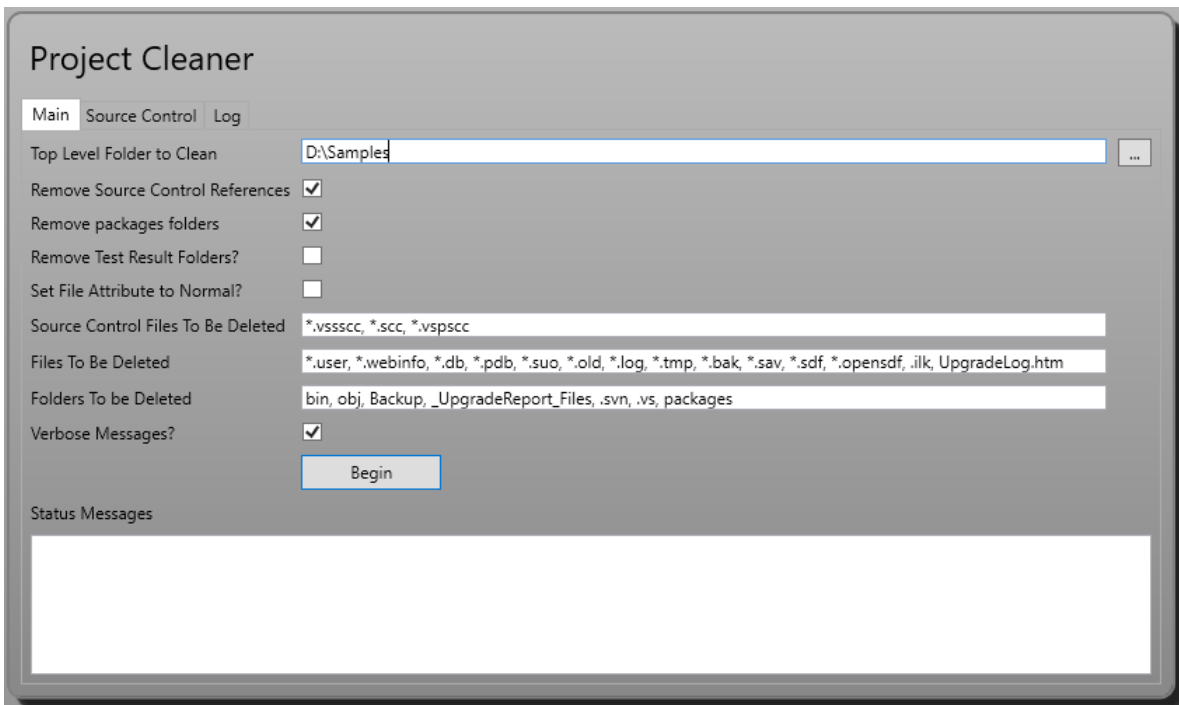 Project Cleaner
Main Source Control Log
Top Level Folder to Clean D:\Samples ...
Remove Source Control References
Remove packages folders
Remove Test Result Folders?
Set File Attribute to Normal?
Source Control Files To Be Deleted *.vssscc, *.scc, *.vspscc
Files To Be Deleted *.user, *.webinfo, *.db, *.pdb, *.suo, *.old, *.log, *.tmp, *.bak, *.sav, *.sdf, *.opensdf, .ilk, UpgradeLog.htm
Folders To be Deleted bin, obj, Backup, _UpgradeReport_Files, .svn, .vs, packages
Verbose Messages?
Begin
Status Messages